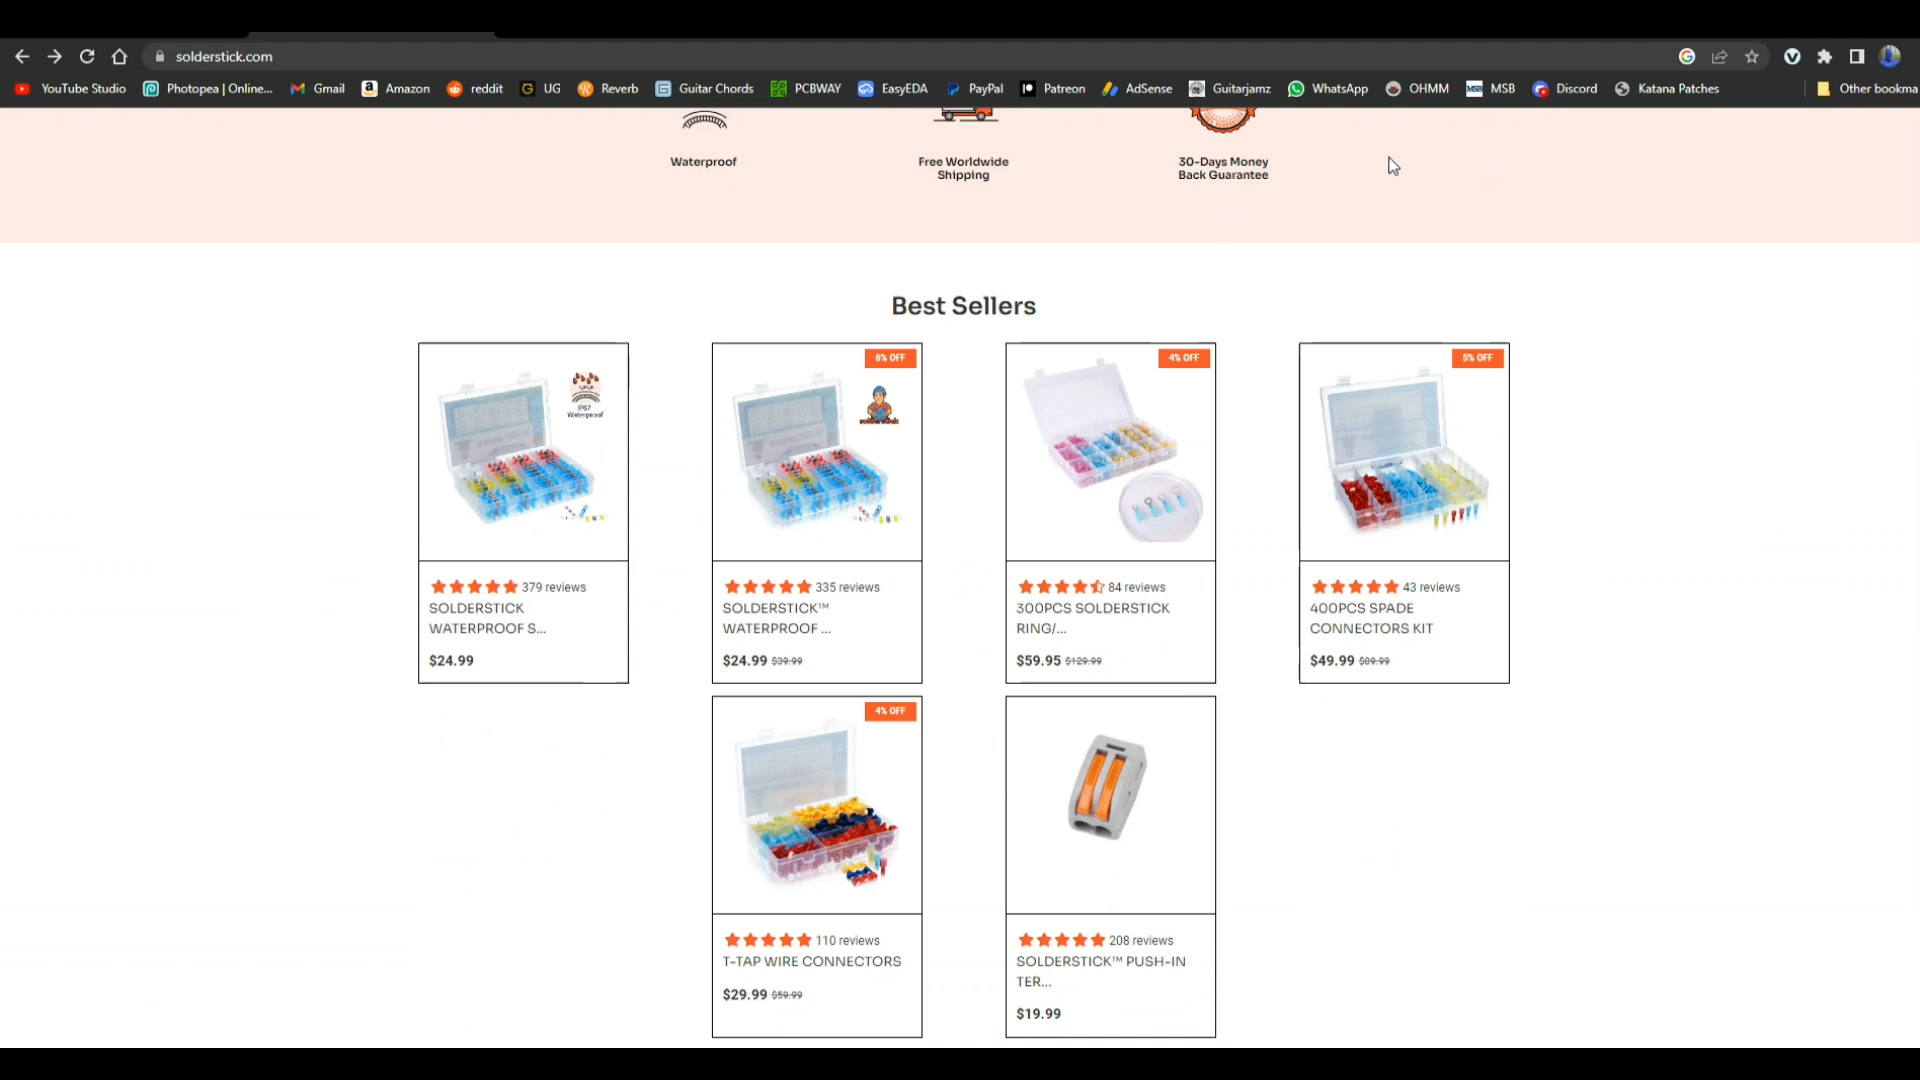 solderstick.com
YouTube Studio Photopea | Online... Gmail Amazon reddit UG Reverb Guitar Chords PCBWAY EasyEDA PayPal Patreon AdSense Guitarjamz WhatsApp OHMM MSB Discord Katana Patches Other bookma
Waterproof
Free Worldwide
Shipping
30-Days Money
Back Guarantee
Best Sellers
IP67
Waterproof
379 reviews
SOLDERSTICK
WATERPROOF S...
$24.99
6% OFF
solderstick
335 reviews
SOLDERSTICK™
WATERPROOF ...
$24.99 $39.99
4% OFF
84 reviews
300PCS SOLDERSTICK
RING/...
$59.95 $129.99
5% OFF
43 reviews
400PCS SPADE
CONNECTORS KIT
$49.99 $89.99
4% OFF
110 reviews
T-TAP WIRE CONNECTORS
$29.99 $59.99
208 reviews
SOLDERSTICK™ PUSH-IN
TER...
$19.99